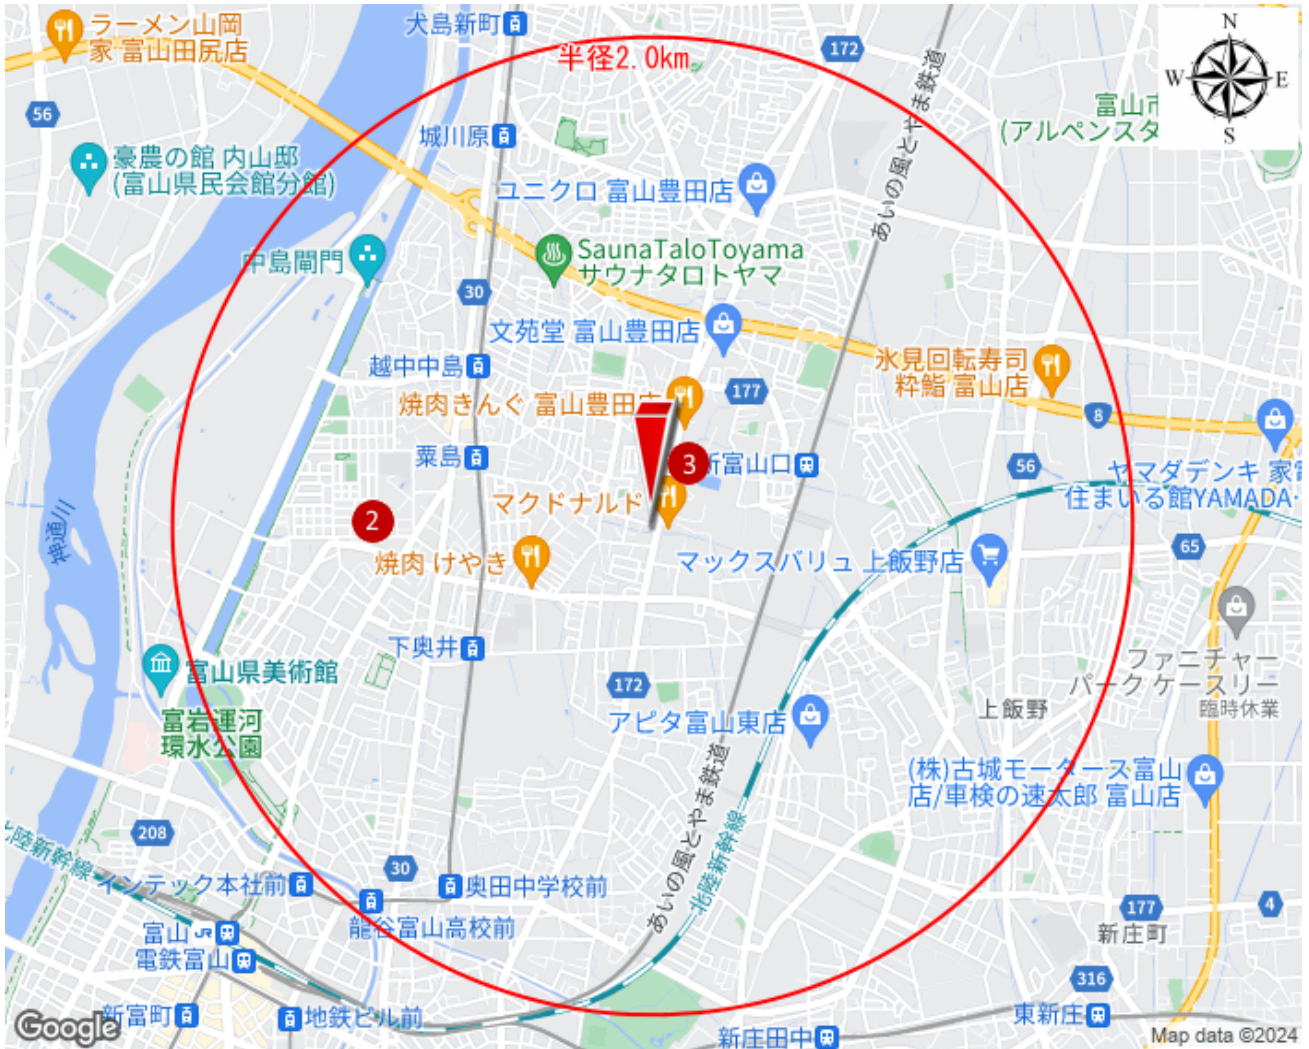 ラーメン山岡
家 富山田尻店
犬島新町
172
半径2.0km
N
W
E
S
56
城川原
富山市
(アルペンスタ
豪農の館 内山邸
(富山県民会館分館)
ユニクロ 富山豊田店
あいの風とやま鉄道
中島閘門
SaunaTaloToyama
サウナタロトヤマ
30
文苑堂 富山豊田店
越中中島
氷見回転寿司
粋鮨 富山店
焼肉きんぐ 富山豊田店
177
8
粟島
3
新富山口
56
ヤマダデンキ 家電
住まいる館YAMADA
マクドナルド
2
神通川
焼肉 けやき
マックスバリュ 上飯野店
65
下奥井
富山県美術館
172
ファニチャー
パーク ケースリー
臨時休業
富岩運河
環水公園
アピタ富山東店
上飯野
あいの風とやま鉄道
(株)古城モータース富山
店/車検の速太郎 富山店
208
北陸新幹線
北陸新幹線
30
インテック本社前
奥田中学校前
177
4
龍谷富山高校前
富山
JR
新庄町
電鉄富山
316
新富町
地鉄ビル前
東新庄
新庄田中
Google
Map data ©2024